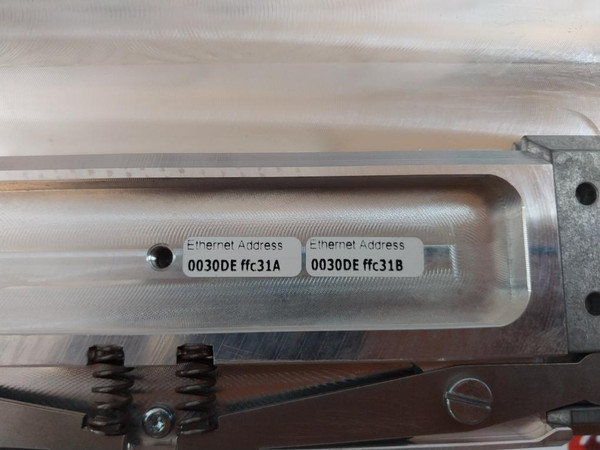 Ethernet Address
0030DE ffc31A
Ethernet Address
0030DE ffc31B